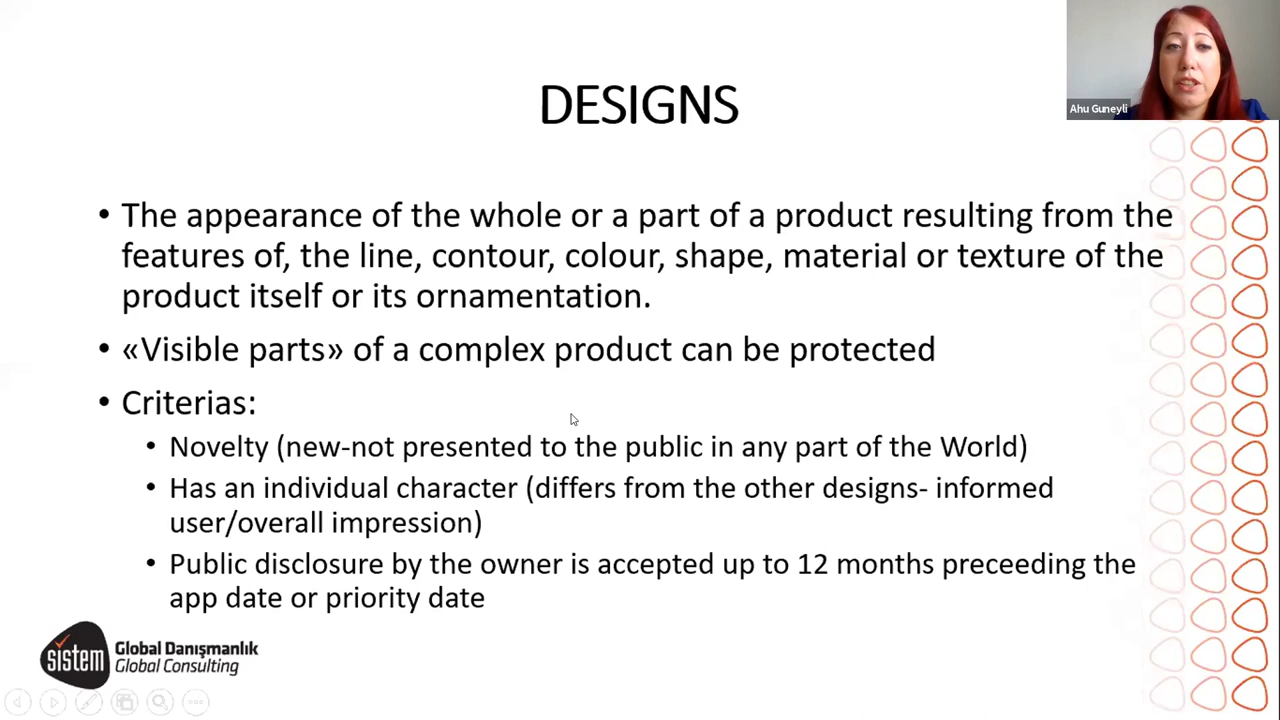 Ahu Guneyli
DESIGNS
• The appearance of the whole or a part of a product resulting from the
features of, the line, contour, colour, shape, material or texture of the
product itself or its ornamentation.
• «Visible parts» of a complex product can be protected
• Criterias:
• Novelty (new-not presented to the public in any part of the World)
• Has an individual character (differs from the other designs- informed
user/overall impression)
• Public disclosure by the owner is accepted up to 12 months preceeding the
app date or priority date
sistem
Global Danışmanlık
Global Consulting